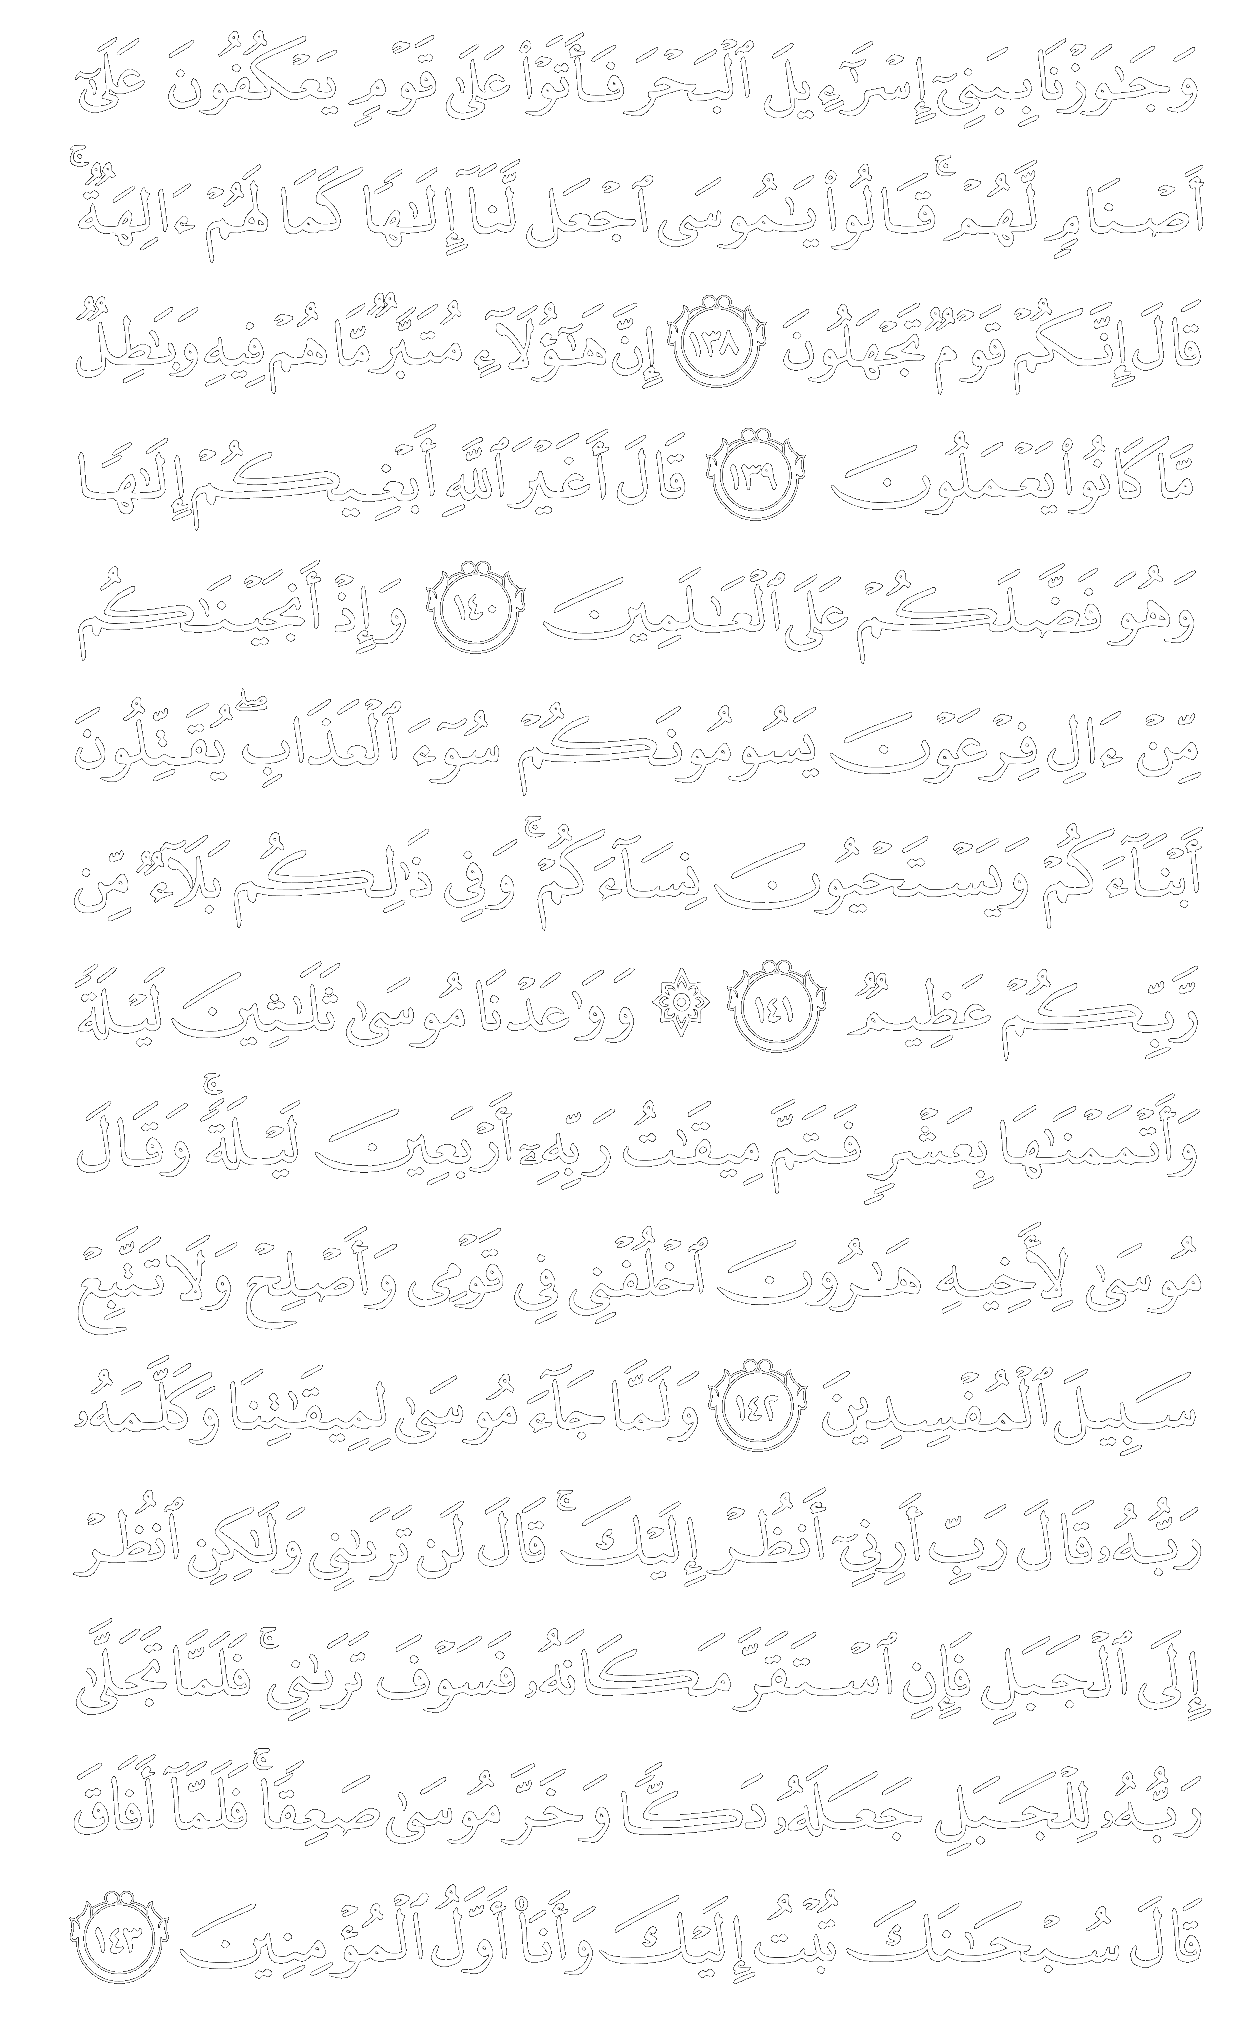 وَجَٰوَزْنَا بِبَنِىٓ إِسْرَٰٓءِيلَ ٱلْبَحْرَ فَأَتَوْا۟ عَلَىٰ قَوْمٍ يَعْكُفُونَ عَلَىٰٓ
أَصْنَامٍ لَّهُمْ ۚ قَالُوا۟ يَٰمُوسَى ٱجْعَل لَّنَآ إِلَٰهًا كَمَا لَهُمْ ءَالِهَةٌ ۚ
قَالَ إِنَّكُمْ قَوْمٌ تَجْهَلُونَ ١٣٨ إِنَّ هَٰٓؤُلَآءِ مُتَبَّرٌ مَّا هُمْ فِيهِ وَبَٰطِلٌ
مَّا كَانُوا۟ يَعْمَلُونَ ١٣٩ قَالَ أَغَيْرَ ٱللَّهِ أَبْغِيكُمْ إِلَٰهًا
وَهُوَ فَضَّلَكُمْ عَلَى ٱلْعَٰلَمِينَ ١٤٠ وَإِذْ أَنجَيْنَٰكُم
مِّنْ ءَالِ فِرْعَوْنَ يَسُومُونَكُمْ سُوٓءَ ٱلْعَذَابِ ۖ يُقَتِّلُونَ
أَبْنَآءَكُمْ وَيَسْتَحْيُونَ نِسَآءَكُمْ ۚ وَفِى ذَٰلِكُم بَلَآءٌ مِّن
رَّبِّكُمْ عَظِيمٌ ١٤١ ۞ وَوَٰعَدْنَا مُوسَىٰ ثَلَٰثِينَ لَيْلَةً
وَأَتْمَمْنَٰهَا بِعَشْرٍ فَتَمَّ مِيقَٰتُ رَبِّهِۦٓ أَرْبَعِينَ لَيْلَةً ۚ وَقَالَ
مُوسَىٰ لِأَخِيهِ هَٰرُونَ ٱخْلُفْنِى فِى قَوْمِى وَأَصْلِحْ وَلَا تَتَّبِعْ
سَبِيلَ ٱلْمُفْسِدِينَ ١٤٢ وَلَمَّا جَآءَ مُوسَىٰ لِمِيقَٰتِنَا وَكَلَّمَهُۥ
رَبُّهُۥ قَالَ رَبِّ أَرِنِىٓ أَنظُرْ إِلَيْكَ ۚ قَالَ لَن تَرَىٰنِى وَلَٰكِنِ ٱنظُرْ
إِلَى ٱلْجَبَلِ فَإِنِ ٱسْتَقَرَّ مَكَانَهُۥ فَسَوْفَ تَرَىٰنِى ۚ فَلَمَّا تَجَلَّىٰ
رَبُّهُۥ لِلْجَبَلِ جَعَلَهُۥ دَكًّا وَخَرَّ مُوسَىٰ صَعِقًا ۚ فَلَمَّآ أَفَاقَ
قَالَ سُبْحَٰنَكَ تُبْتُ إِلَيْكَ وَأَنَا۠ أَوَّلُ ٱلْمُؤْمِنِينَ ١٤٣